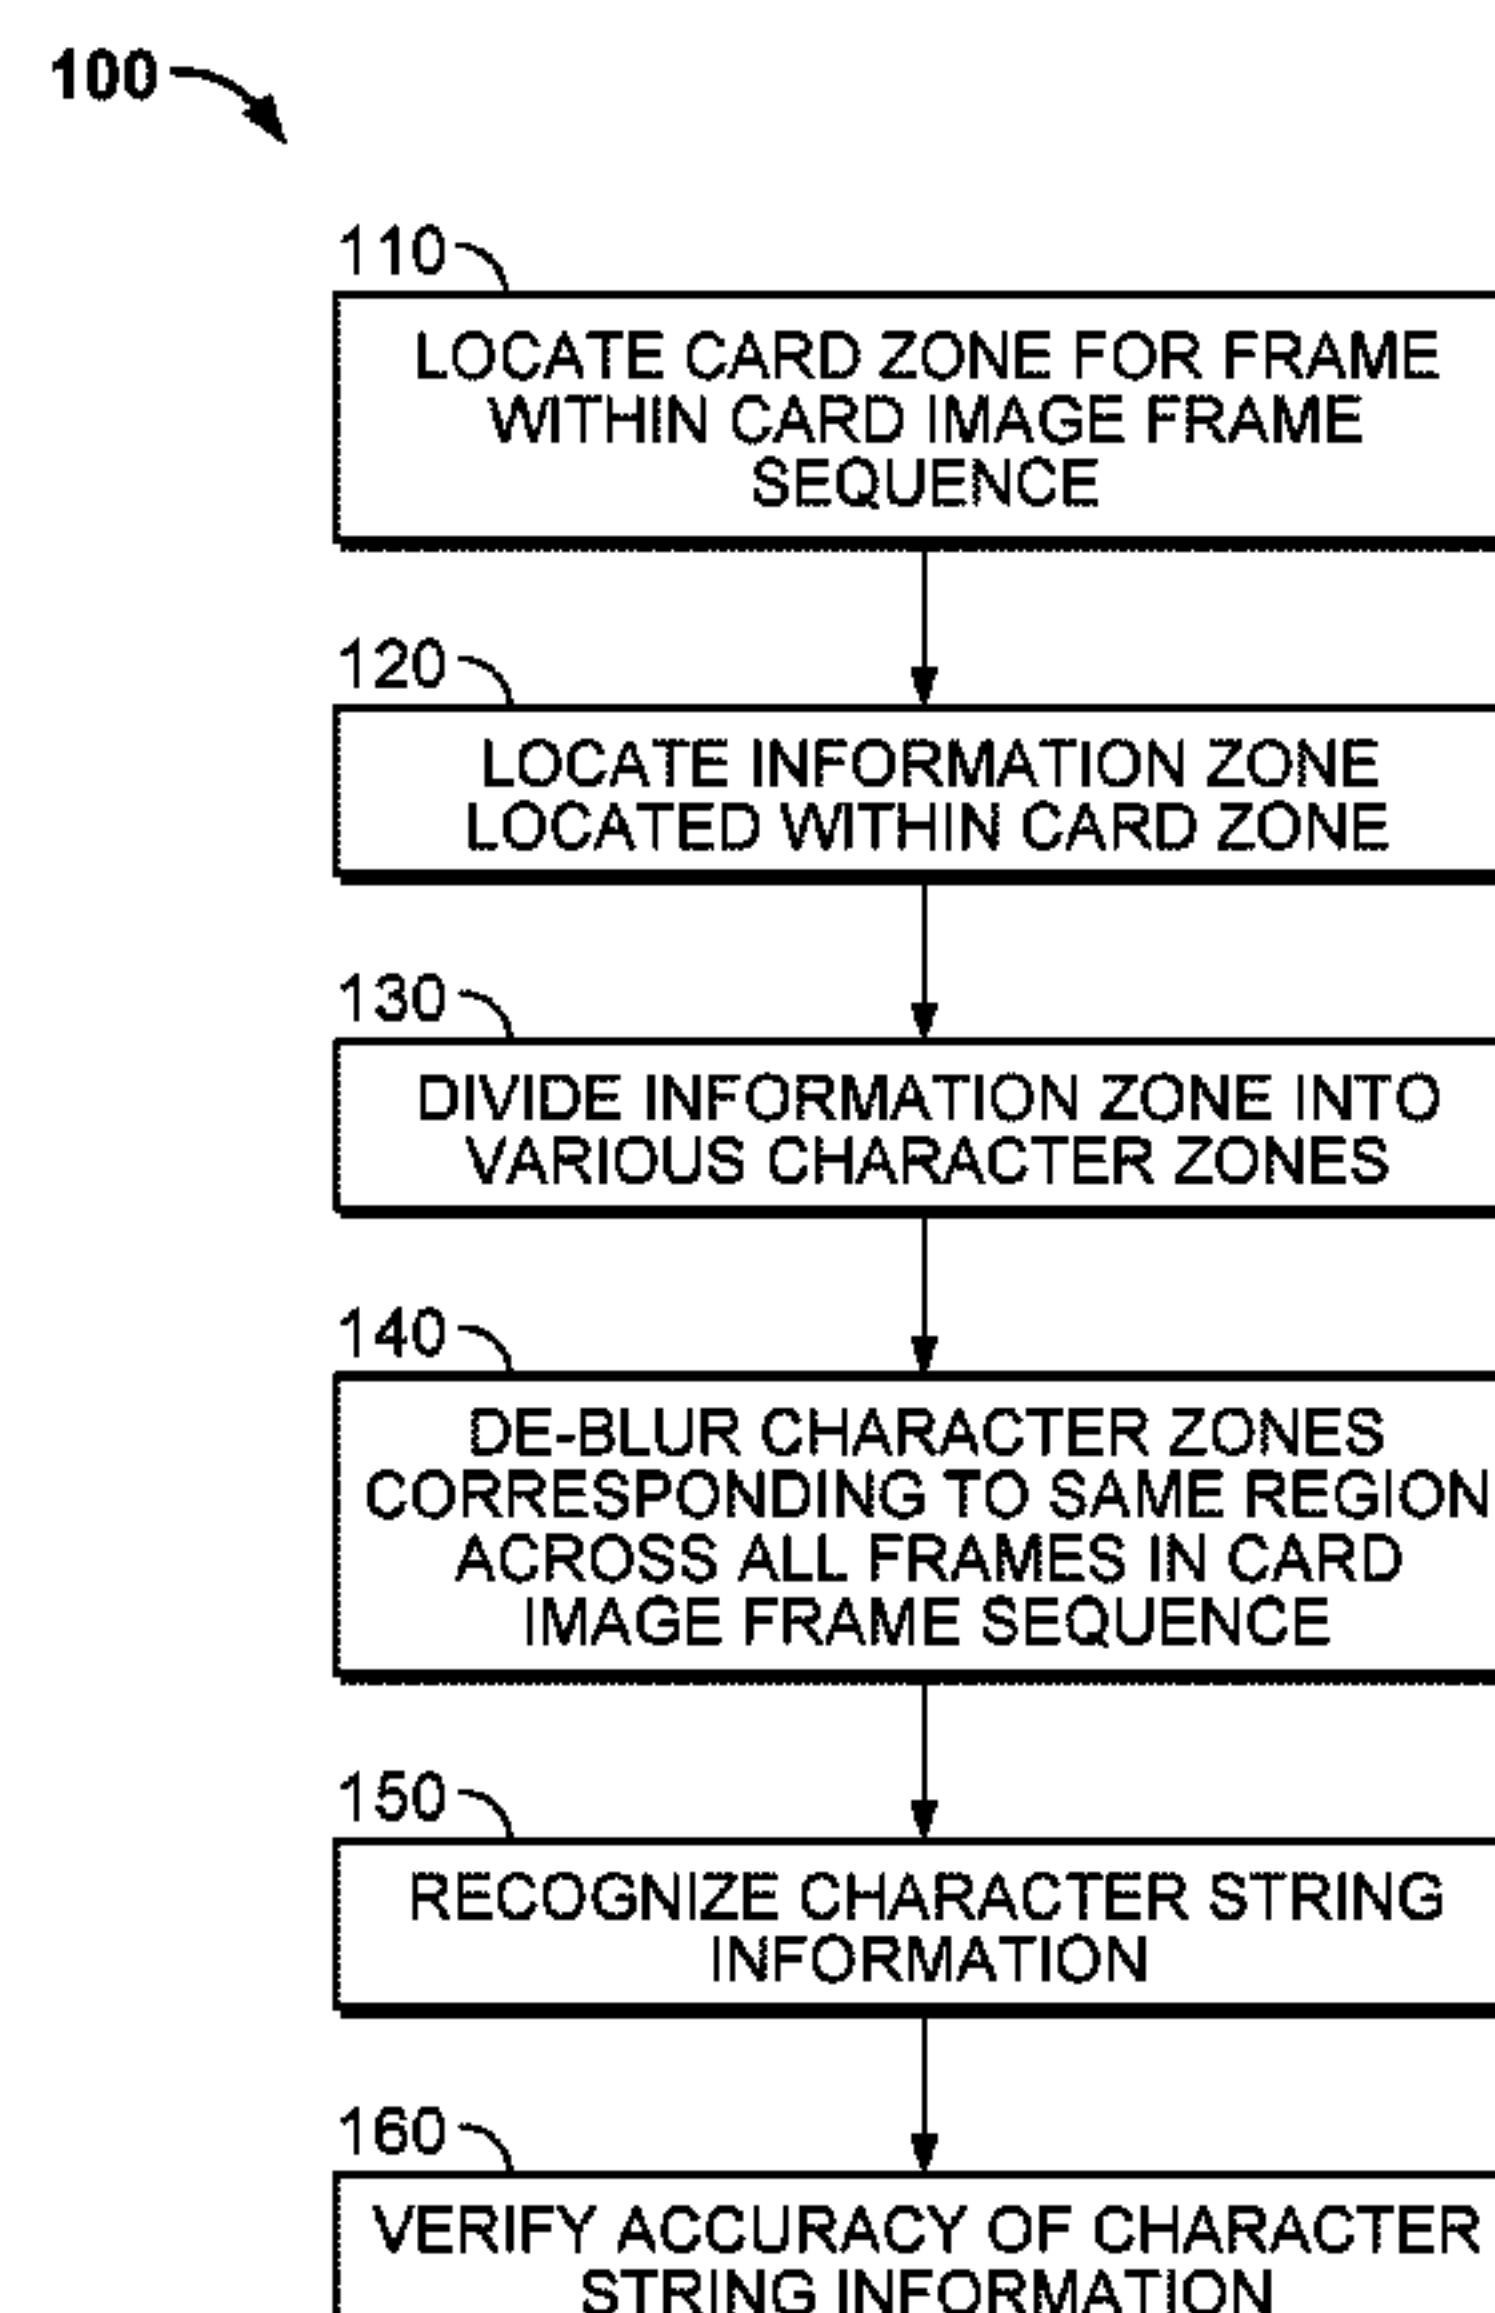 100
110
LOCATE CARD ZONE FOR FRAME
WITHIN CARD IMAGE FRAME
SEQUENCE
120
LOCATE INFORMATION ZONE
LOCATED WITHIN CARD ZONE
130
DIVIDE INFORMATION ZONE INTO
VARIOUS CHARACTER ZONES
140
DE-BLUR CHARACTER ZONES
CORRESPONDING TO SAME REGION
ACROSS ALL FRAMES IN CARD
IMAGE FRAME SEQUENCE
150
RECOGNIZE CHARACTER STRING
INFORMATION
160
VERIFY ACCURACY OF CHARACTER
STRING INFORMATION